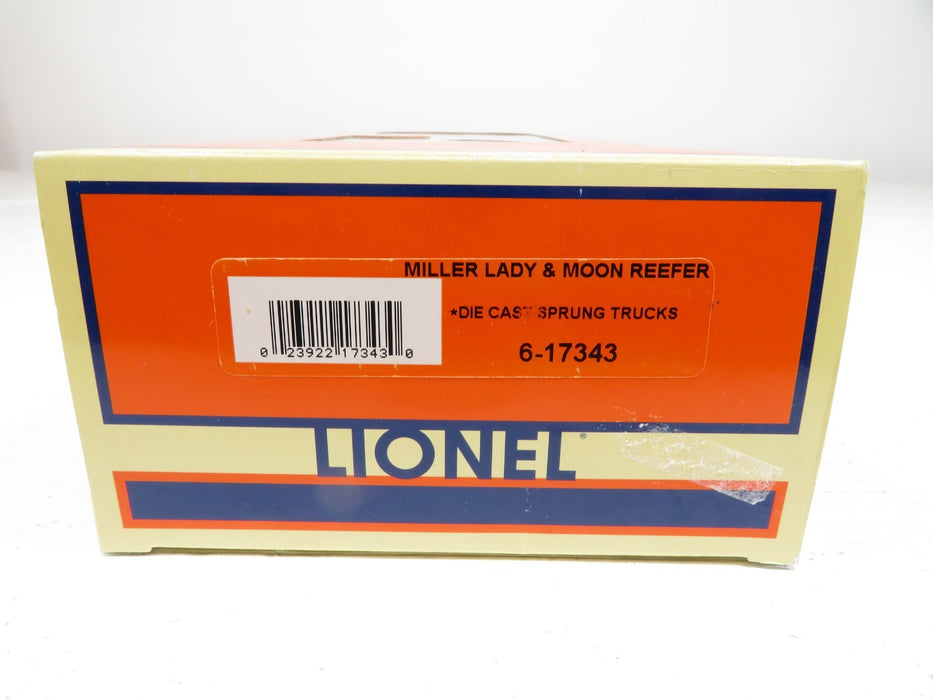 MILLER LADY & MOON REEFER
*DIE CAST SPRUNG TRUCKS
6-17343
0 23922 17343 0
LIONEL®